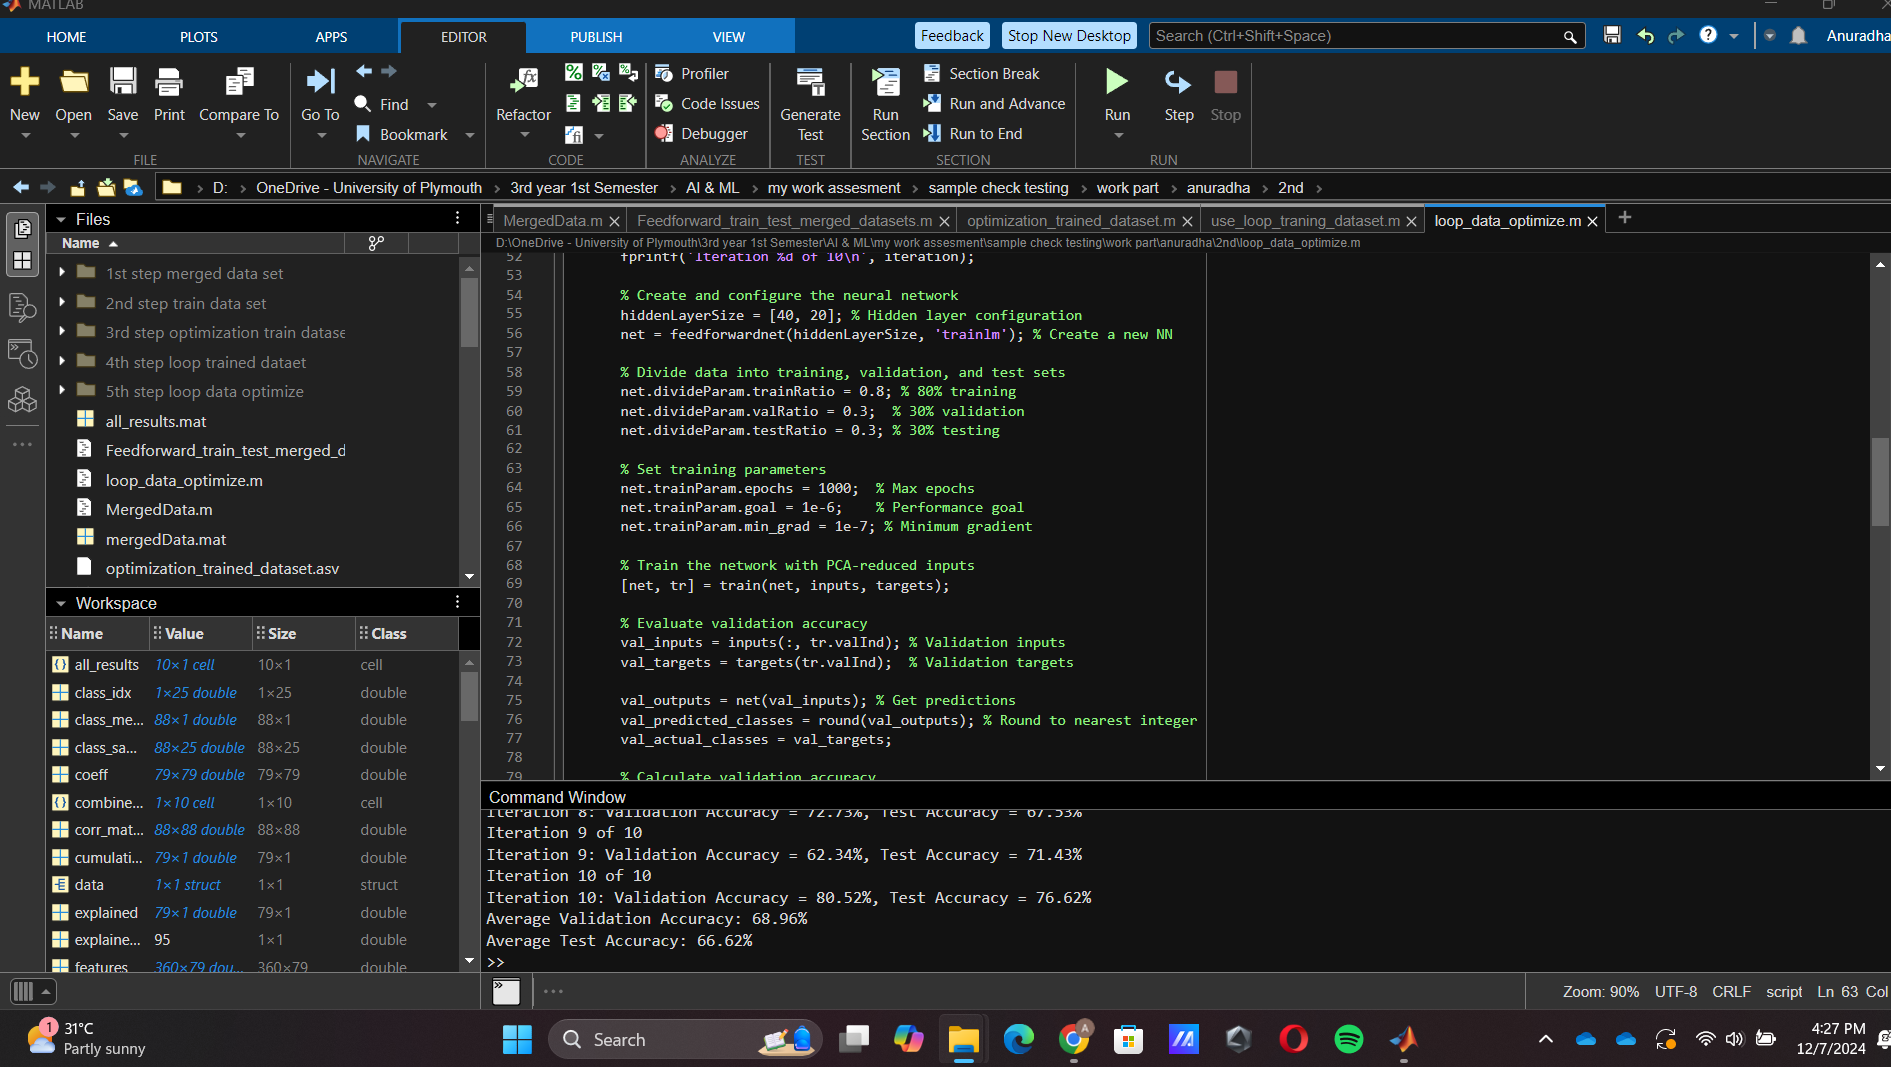 MATLAB
HOME PLOTS APPS EDITOR PUBLISH VIEW Feedback Stop New Desktop Search (Ctrl+Shift+Space) Anuradha
New Open Save Print Compare To Go To Find Bookmark Refactor Profiler Code Issues Debugger Generate Test Run Section Section Break Run and Advance Run to End Run Step Stop
FILE NAVIGATE CODE ANALYZE TEST SECTION RUN
D: OneDrive - University of Plymouth 3rd year 1st Semester AI & ML my work assesment sample check testing work part anuradha 2nd
Files
Name
1st step merged data set
2nd step train data set
3rd step optimization train datase
4th step loop trained dataet
5th step loop data optimize
all_results.mat
Feedforward_train_test_merged_d
loop_data_optimize.m
MergedData.m
mergedData.mat
optimization_trained_dataset.asv
Workspace
Name Value Size Class
all_results 10×1 cell 10×1 cell
class_idx 1×25 double 1×25 double
class_me... 88×1 double 88×1 double
class_sa... 88×25 double 88×25 double
coeff 79×79 double 79×79 double
combine... 1×10 cell 1×10 cell
corr_mat... 88×88 double 88×88 double
cumulati... 79×1 double 79×1 double
data 1×1 struct 1×1 struct
explained 79×1 double 79×1 double
explaine... 95 1×1 double
features 360×79 dou... 360×79 double
MergedData.m Feedforward_train_test_merged_datasets.m optimization_trained_dataset.m use_loop_traning_dataset.m loop_data_optimize.m
D:\OneDrive - University of Plymouth\3rd year 1st Semester\AI & ML\my work assesment\sample check testing\work part\anuradha\2nd\loop_data_optimize.m
52 fprintf('Iteration %d of 10\n', iteration);
53
54 % Create and configure the neural network
55 hiddenLayerSize = [40, 20]; % Hidden layer configuration
56 net = feedforwardnet(hiddenLayerSize, 'trainlm'); % Create a new NN
57
58 % Divide data into training, validation, and test sets
59 net.divideParam.trainRatio = 0.8; % 80% training
60 net.divideParam.valRatio = 0.3;  % 30% validation
61 net.divideParam.testRatio = 0.3; % 30% testing
62
63 % Set training parameters
64 net.trainParam.epochs = 1000;  % Max epochs
65 net.trainParam.goal = 1e-6;    % Performance goal
66 net.trainParam.min_grad = 1e-7; % Minimum gradient
67
68 % Train the network with PCA-reduced inputs
69 [net, tr] = train(net, inputs, targets);
70
71 % Evaluate validation accuracy
72 val_inputs = inputs(:, tr.valInd); % Validation inputs
73 val_targets = targets(tr.valInd);  % Validation targets
74
75 val_outputs = net(val_inputs); % Get predictions
76 val_predicted_classes = round(val_outputs); % Round to nearest integer
77 val_actual_classes = val_targets;
78
79 % Calculate validation accuracy
Command Window
Iteration 8: Validation Accuracy = 72.73%, Test Accuracy = 67.53%
Iteration 9 of 10
Iteration 9: Validation Accuracy = 62.34%, Test Accuracy = 71.43%
Iteration 10 of 10
Iteration 10: Validation Accuracy = 80.52%, Test Accuracy = 76.62%
Average Validation Accuracy: 68.96%
Average Test Accuracy: 66.62%
>>
Zoom: 90% UTF-8 CRLF script Ln 63 Col
1 31°C
Partly sunny
Search
4:27 PM
12/7/2024